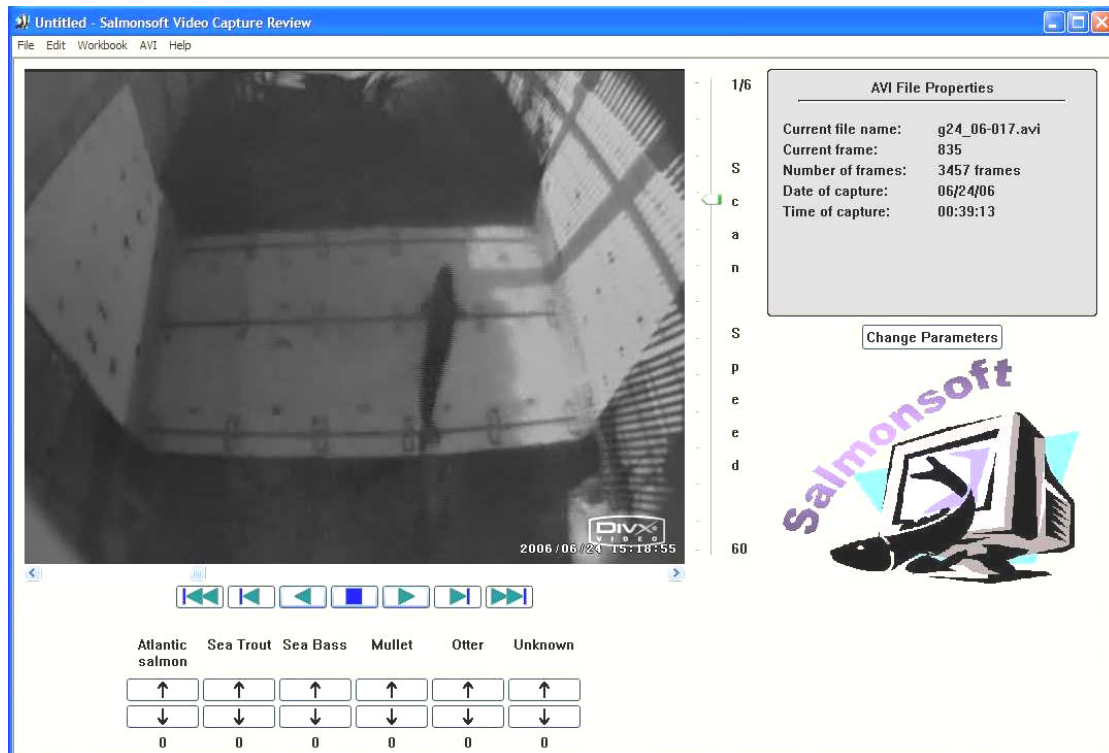 Untitled - Salmonsoft Video Capture Review
File Edit Workbook AVI Help
DIVX
VIDEO
2006/06/24 15:18:55
1/6
S
c
a
n
S
p
e
e
d
60
AVI File Properties
Current file name: g24_06-017.avi
Current frame: 835
Number of frames: 3457 frames
Date of capture: 06/24/06
Time of capture: 00:39:13
Change Parameters
Salmonsoft
Atlantic salmon
Sea Trout
Sea Bass
Mullet
Otter
Unknown
0 0 0 0 0 0